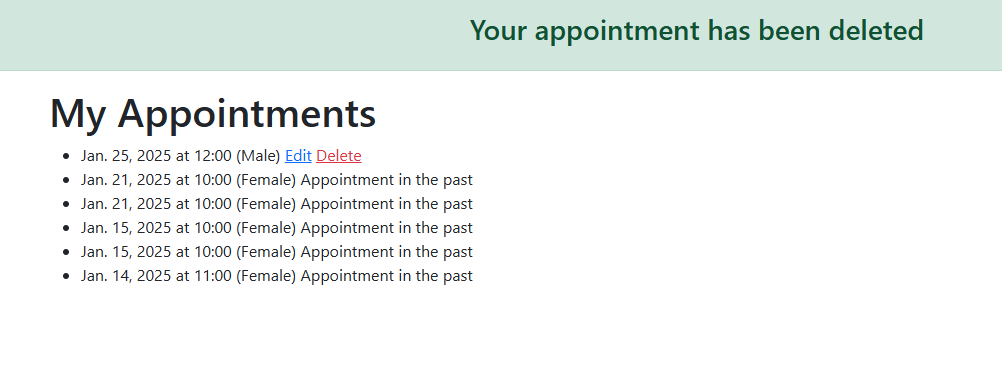 Your appointment has been deleted
My Appointments
Jan. 25, 2025 at 12:00 (Male) Edit Delete
Jan. 21, 2025 at 10:00 (Female) Appointment in the past
Jan. 21, 2025 at 10:00 (Female) Appointment in the past
Jan. 15, 2025 at 10:00 (Female) Appointment in the past
Jan. 15, 2025 at 10:00 (Female) Appointment in the past
Jan. 14, 2025 at 11:00 (Female) Appointment in the past